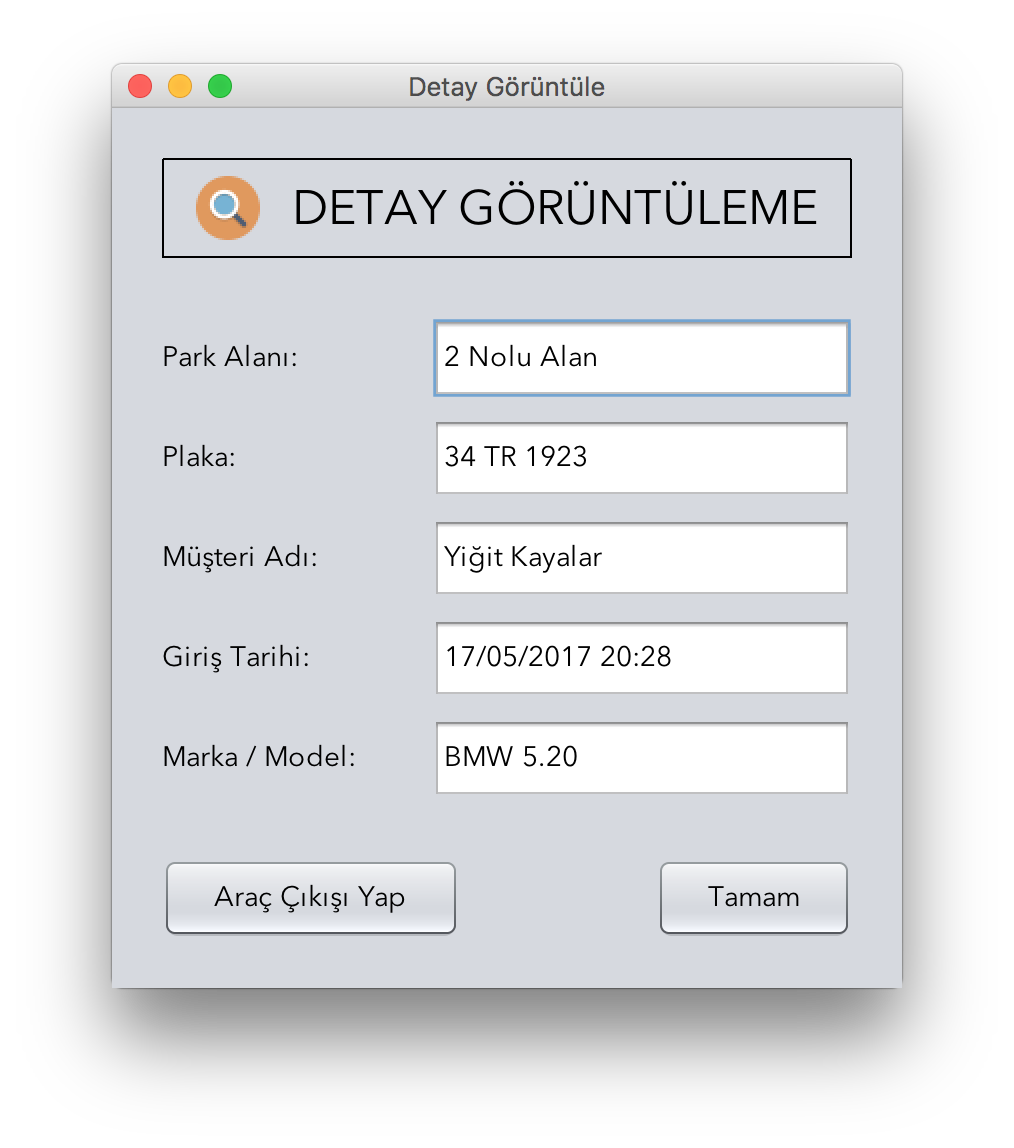 Detay Görüntüle
DETAY GÖRÜNTÜLEME
Park Alanı: 2 Nolu Alan
Plaka: 34 TR 1923
Müşteri Adı: Yiğit Kayalar
Giriş Tarihi: 17/05/2017 20:28
Marka / Model: BMW 5.20
Araç Çıkışı Yap Tamam